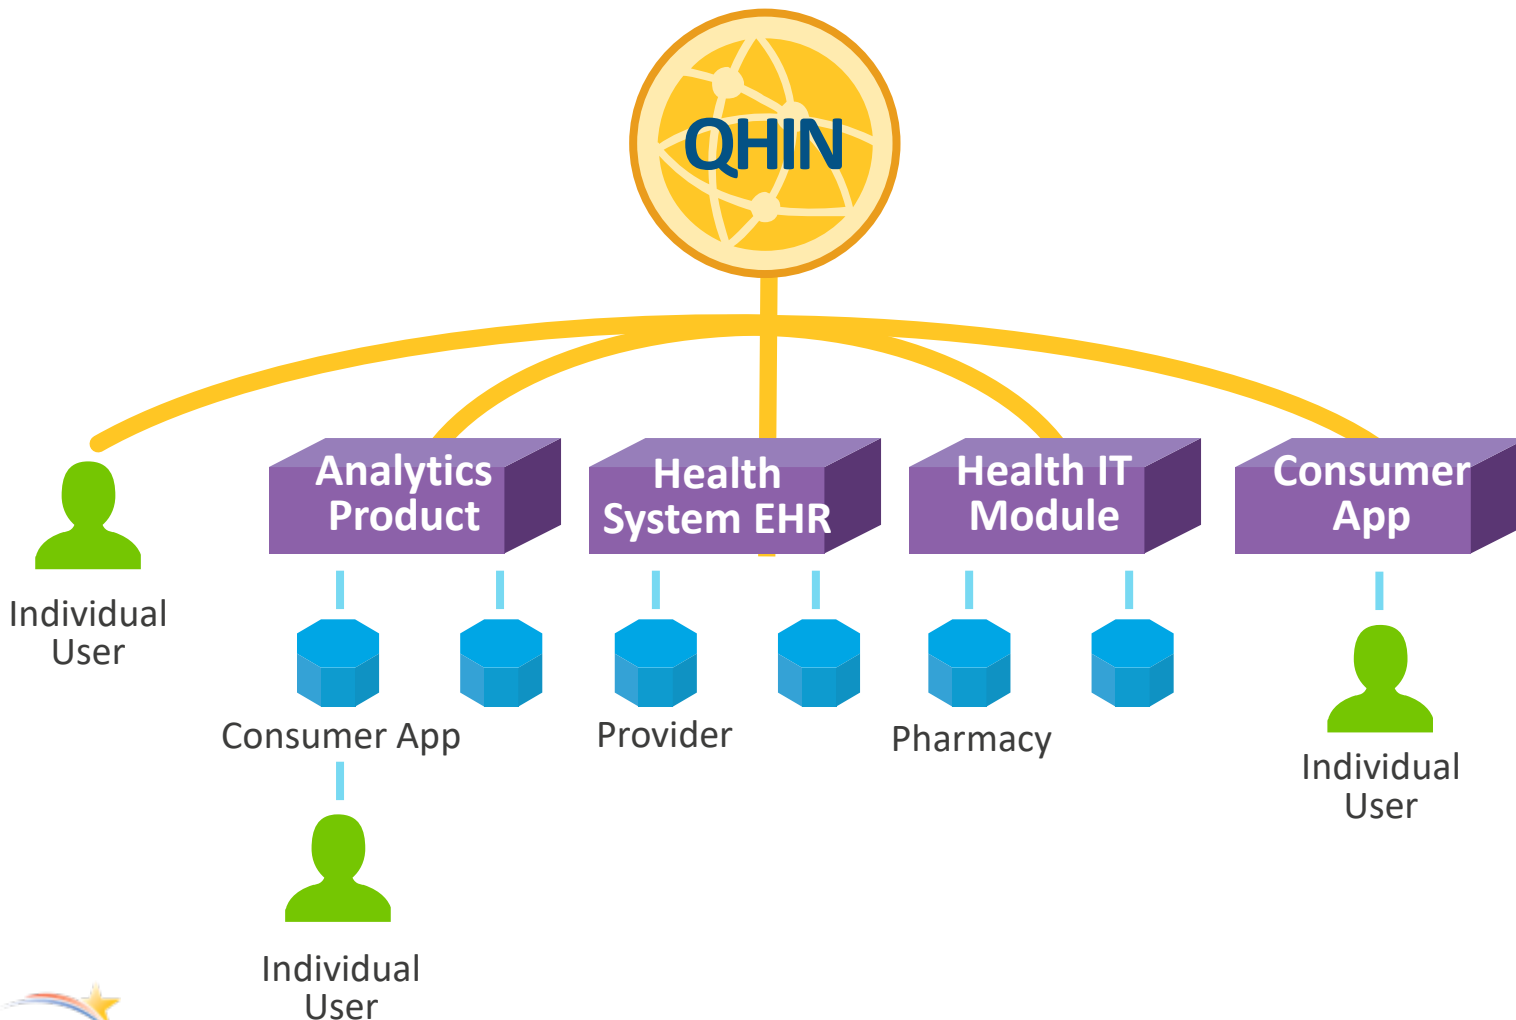 QHIN
Analytics
Product
Health
System EHR
Health IT
Module
Consumer
App
Individual
User
Consumer App
Provider
Pharmacy
Individual
User
Individual
User